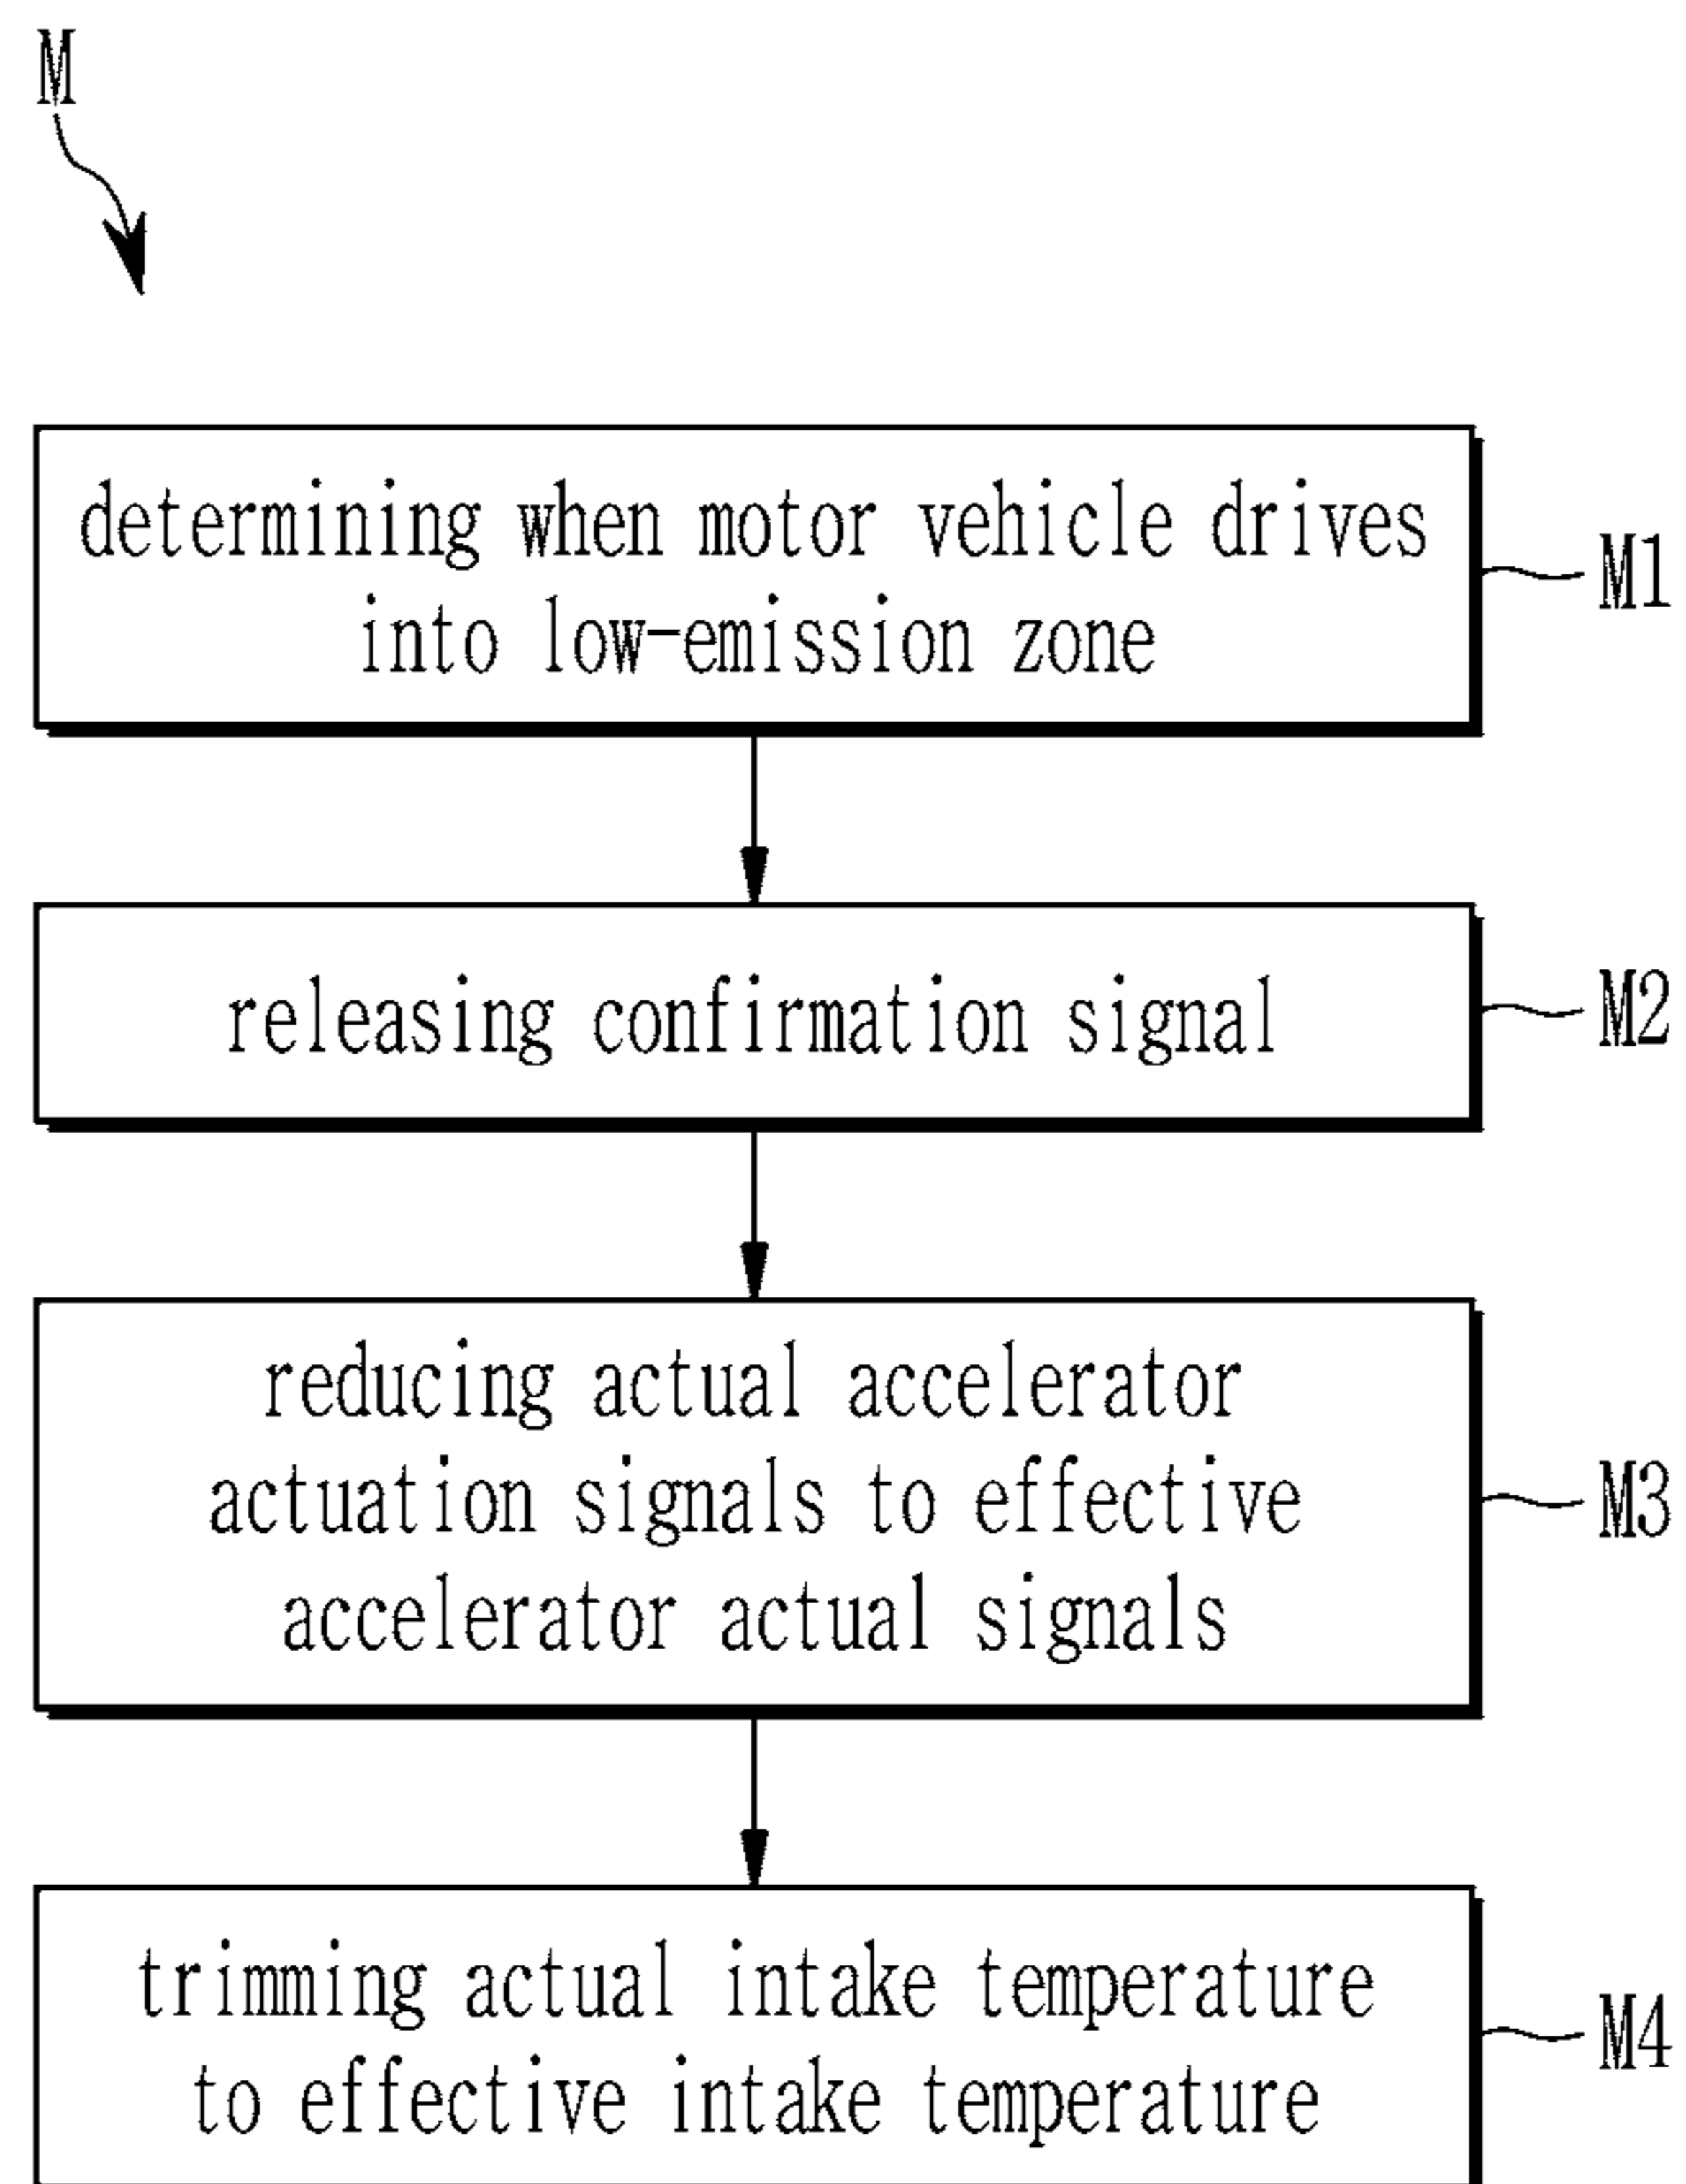 M
determining when motor vehicle drives
into low-emission zone
M1
releasing confirmation signal
M2
reducing actual accelerator
actuation signals to effective
accelerator actual signals
M3
trimming actual intake temperature
to effective intake temperature
M4